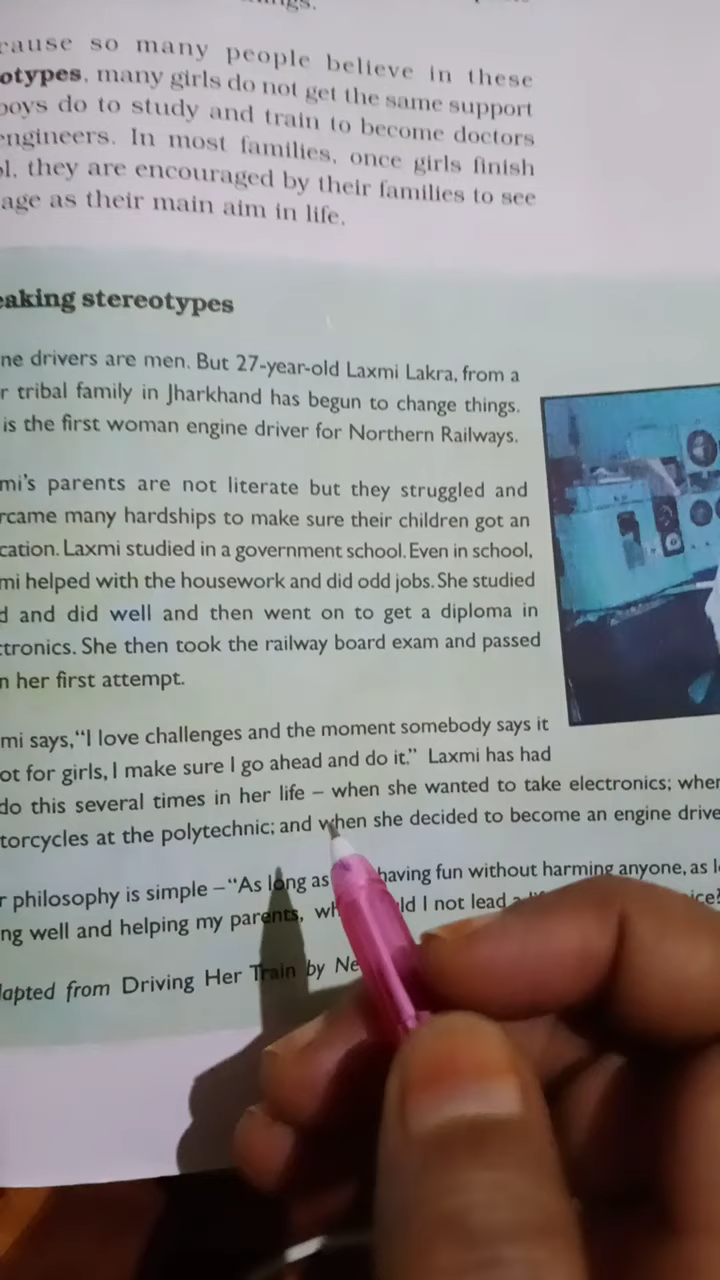 cause so many people believe in these
otypes, many girls do not get the same support
boys do to study and train to become doctors
engineers. In most families, once girls finish
ol, they are encouraged by their families to see
age as their main aim in life.
eaking stereotypes
ne drivers are men. But 27-year-old Laxmi Lakra, from a
r tribal family in Jharkhand has begun to change things.
is the first woman engine driver for Northern Railways.
mi's parents are not literate but they struggled and
rcame many hardships to make sure their children got an
cation. Laxmi studied in a government school. Even in school,
mi helped with the housework and did odd jobs. She studied
d and did well and then went on to get a diploma in
ctronics. She then took the railway board exam and passed
n her first attempt.
mi says, “I love challenges and the moment somebody says it
ot for girls, I make sure I go ahead and do it.” Laxmi has had
do this several times in her life – when she wanted to take electronics; when
torcycles at the polytechnic; and when she decided to become an engine drive
r philosophy is simple – “As long as having fun without harming anyone, as l
ng well and helping my parents, wh ld I not lead a
dapted from Driving Her Train by Ne